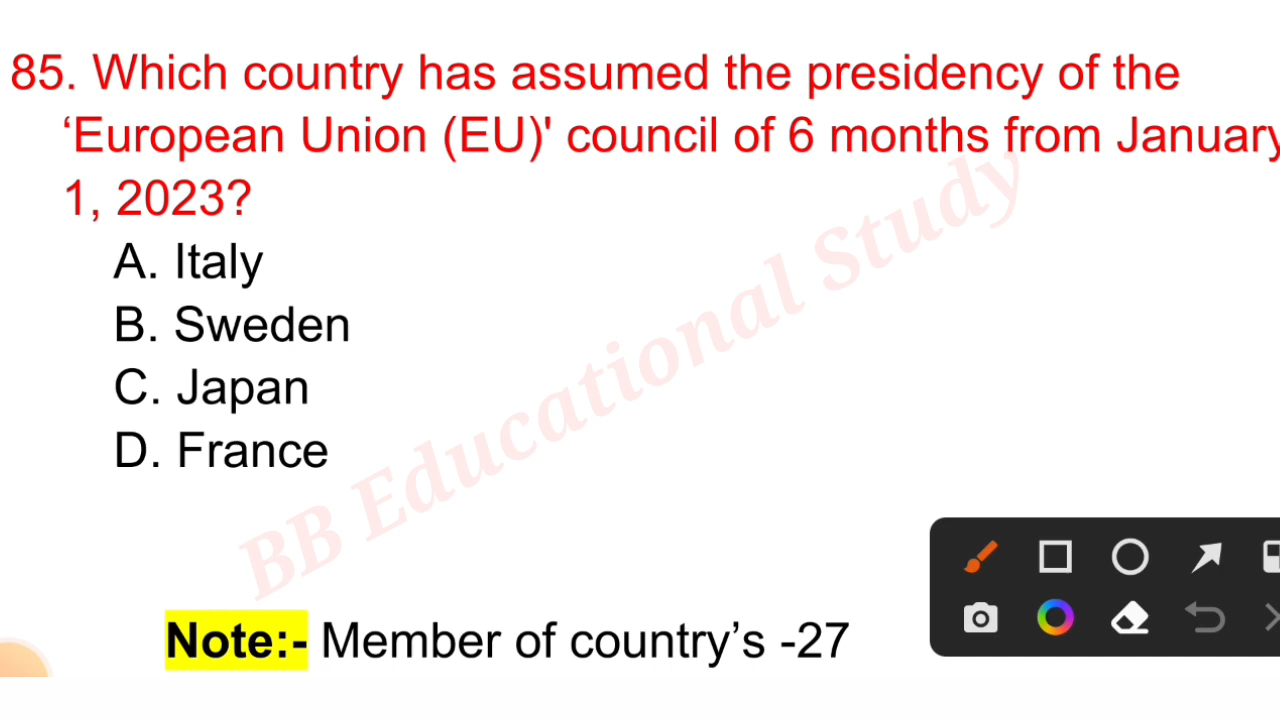 85. Which country has assumed the presidency of the
‘European Union (EU)' council of 6 months from January
1, 2023?
A. Italy
B. Sweden
C. Japan
D. France
BB Educational Study
Note:- Member of country’s -27